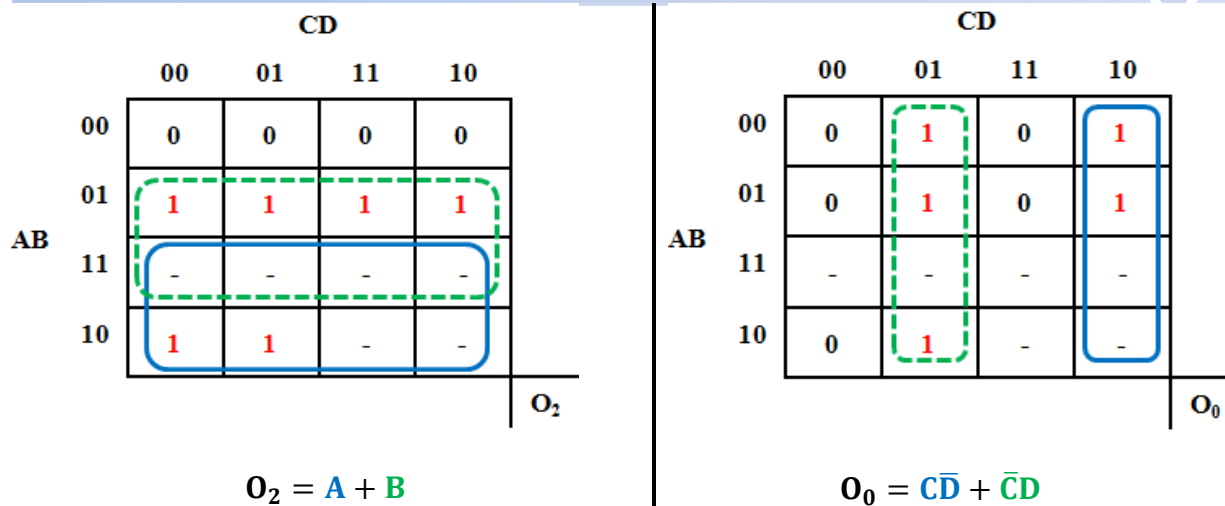 CD
00 01 11 10
00 0 0 0 0
01 1 1 1 1
AB
11 - - - -
10 1 1 - -
O₂
O₂ = A + B
CD
00 01 11 10
00 0 1 0 1
01 0 1 0 1
AB
11 - - - -
10 0 1 - -
O₀
O₀ = CD̅ + C̅D